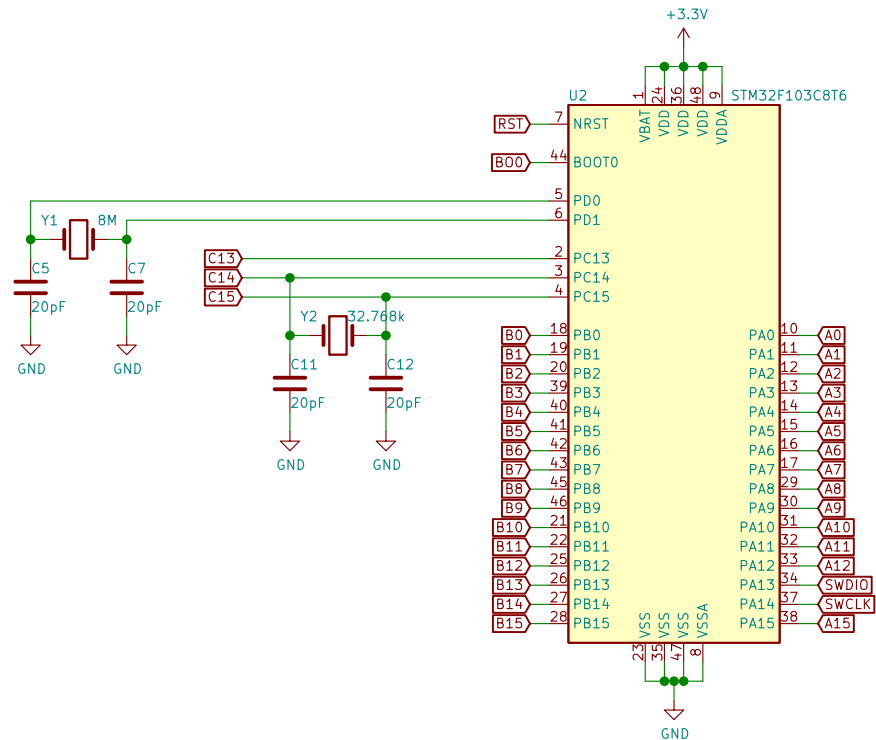 +3.3V
U2
STM32F103C8T6
1 24 36 48 9
VBAT VDD VDD VDD VDDA
RST 7 NRST
BO0 44 BOOT0
5 PD0
6 PD1
Y1 8M
C13 2 PC13
C14 3 PC14
C15 4 PC15
C5 C7
20pF 20pF
GND GND
Y2 32.768k
C11 C12
20pF 20pF
GND GND
B0 18 PB0 PA0 10 A0
B1 19 PB1 PA1 11 A1
B2 20 PB2 PA2 12 A2
B3 39 PB3 PA3 13 A3
B4 40 PB4 PA4 14 A4
B5 41 PB5 PA5 15 A5
B6 42 PB6 PA6 16 A6
B7 43 PB7 PA7 17 A7
B8 45 PB8 PA8 29 A8
B9 46 PB9 PA9 30 A9
B10 21 PB10 PA10 31 A10
B11 22 PB11 PA11 32 A11
B12 25 PB12 PA12 33 A12
B13 26 PB13 PA13 34 SWDIO
B14 27 PB14 PA14 37 SWCLK
B15 28 PB15 PA15 38 A15
VSS VSS VSS VSSA
23 35 47 8
GND